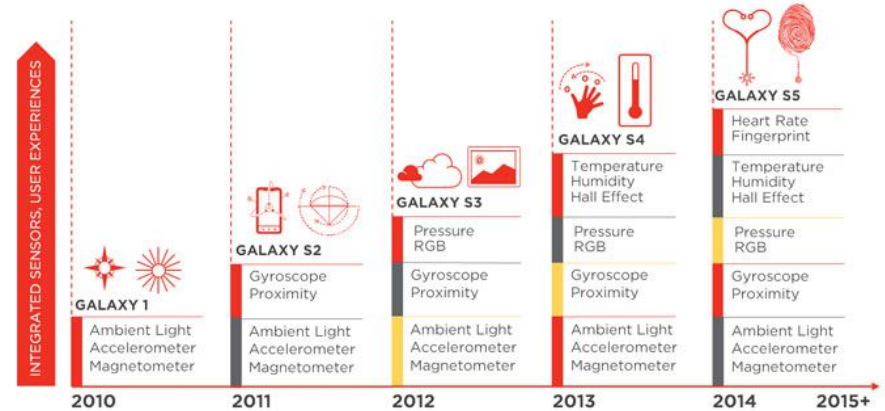 INTEGRATED SENSORS, USER EXPERIENCES
GALAXY 1
Ambient Light
Accelerometer
Magnetometer
GALAXY S2
Gyroscope
Proximity
Ambient Light
Accelerometer
Magnetometer
GALAXY S3
Pressure
RGB
Gyroscope
Proximity
Ambient Light
Accelerometer
Magnetometer
GALAXY S4
Temperature
Humidity
Hall Effect
Pressure
RGB
Gyroscope
Proximity
Ambient Light
Accelerometer
Magnetometer
GALAXY S5
Heart Rate
Fingerprint
Temperature
Humidity
Hall Effect
Pressure
RGB
Gyroscope
Proximity
Ambient Light
Accelerometer
Magnetometer
2010 2011 2012 2013 2014 2015+